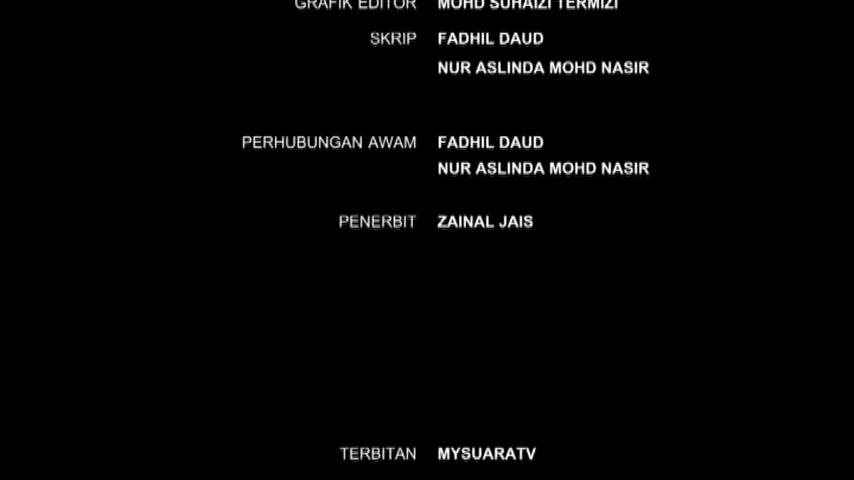 GRAFIK EDITOR MOHD SUHAIZI TERMIZI
SKRIP FADHIL DAUD
NUR ASLINDA MOHD NASIR
PERHUBUNGAN AWAM FADHIL DAUD
NUR ASLINDA MOHD NASIR
PENERBIT ZAINAL JAIS
TERBITAN MYSUARATV